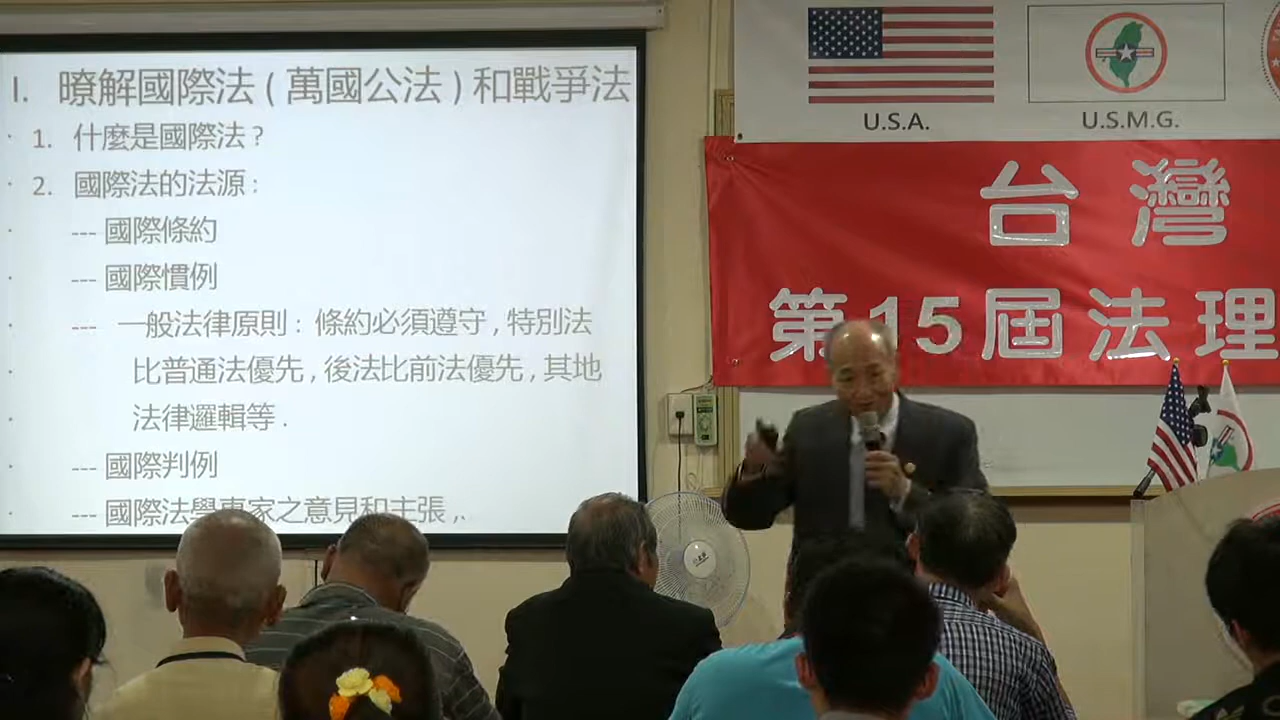 I. 暸解國際法 ( 萬國公法 ) 和戰爭法
1. 什麼是國際法 ?
2. 國際法的法源 :
--- 國際條約
--- 國際慣例
--- 一般法律原則 : 條約必須遵守 , 特別法
比普通法優先 , 後法比前法優先 , 其地
法律邏輯等 .
--- 國際判例
--- 國際法學專家之意見和主張 ,.
U.S.A.
U.S.M.G.
台灣
第15屆法理